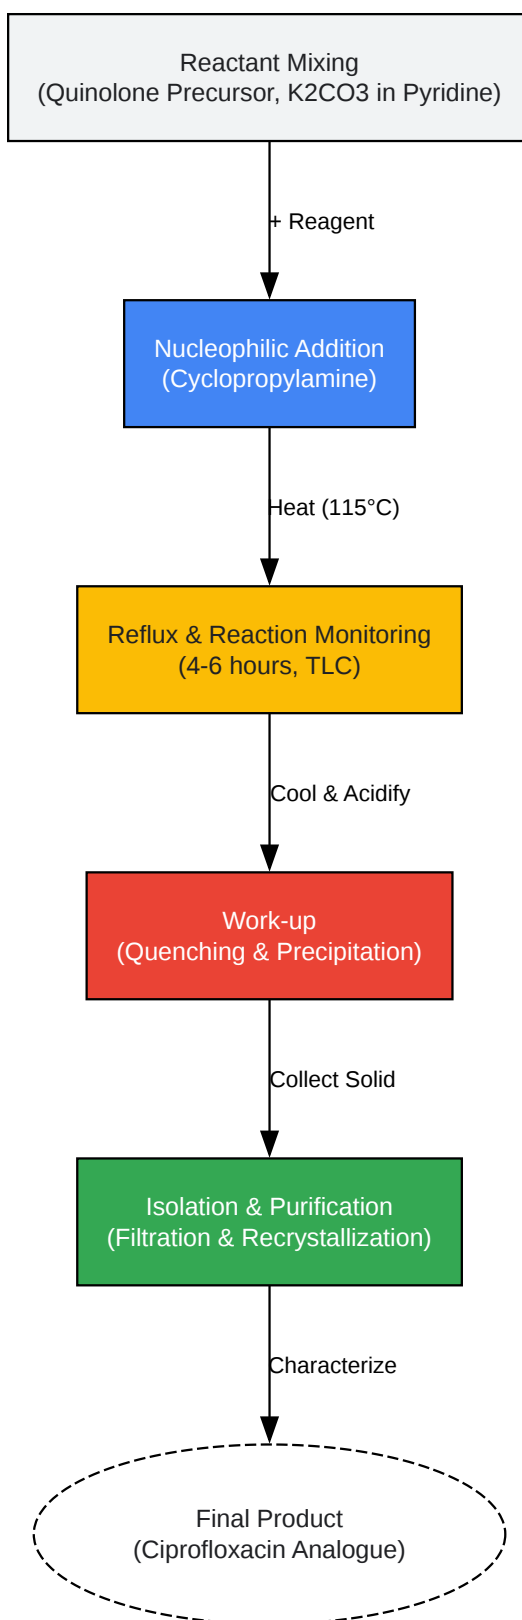 Reactant Mixing
(Quinolone Precursor, K2CO3 in Pyridine)
+ Reagent
Nucleophilic Addition
(Cyclopropylamine)
Heat (115°C)
Reflux & Reaction Monitoring
(4-6 hours, TLC)
Cool & Acidify
Work-up
(Quenching & Precipitation)
Collect Solid
Isolation & Purification
(Filtration & Recrystallization)
Characterize
Final Product
(Ciprofloxacin Analogue)